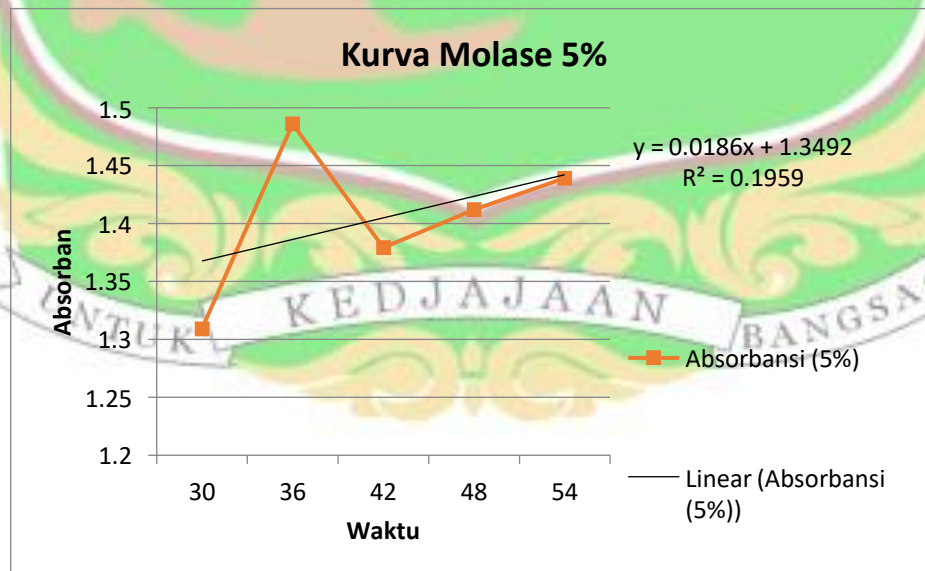 Kurva Molase 5%
1.5
1.45
1.4
1.35
1.3
1.25
1.2
Absorban
30 36 42 48 54
Waktu
y = 0.0186x + 1.3492
R² = 0.1959
Absorbansi (5%)
Linear (Absorbansi
(5%))
UNTUK KEDJAJAAN BANGSA